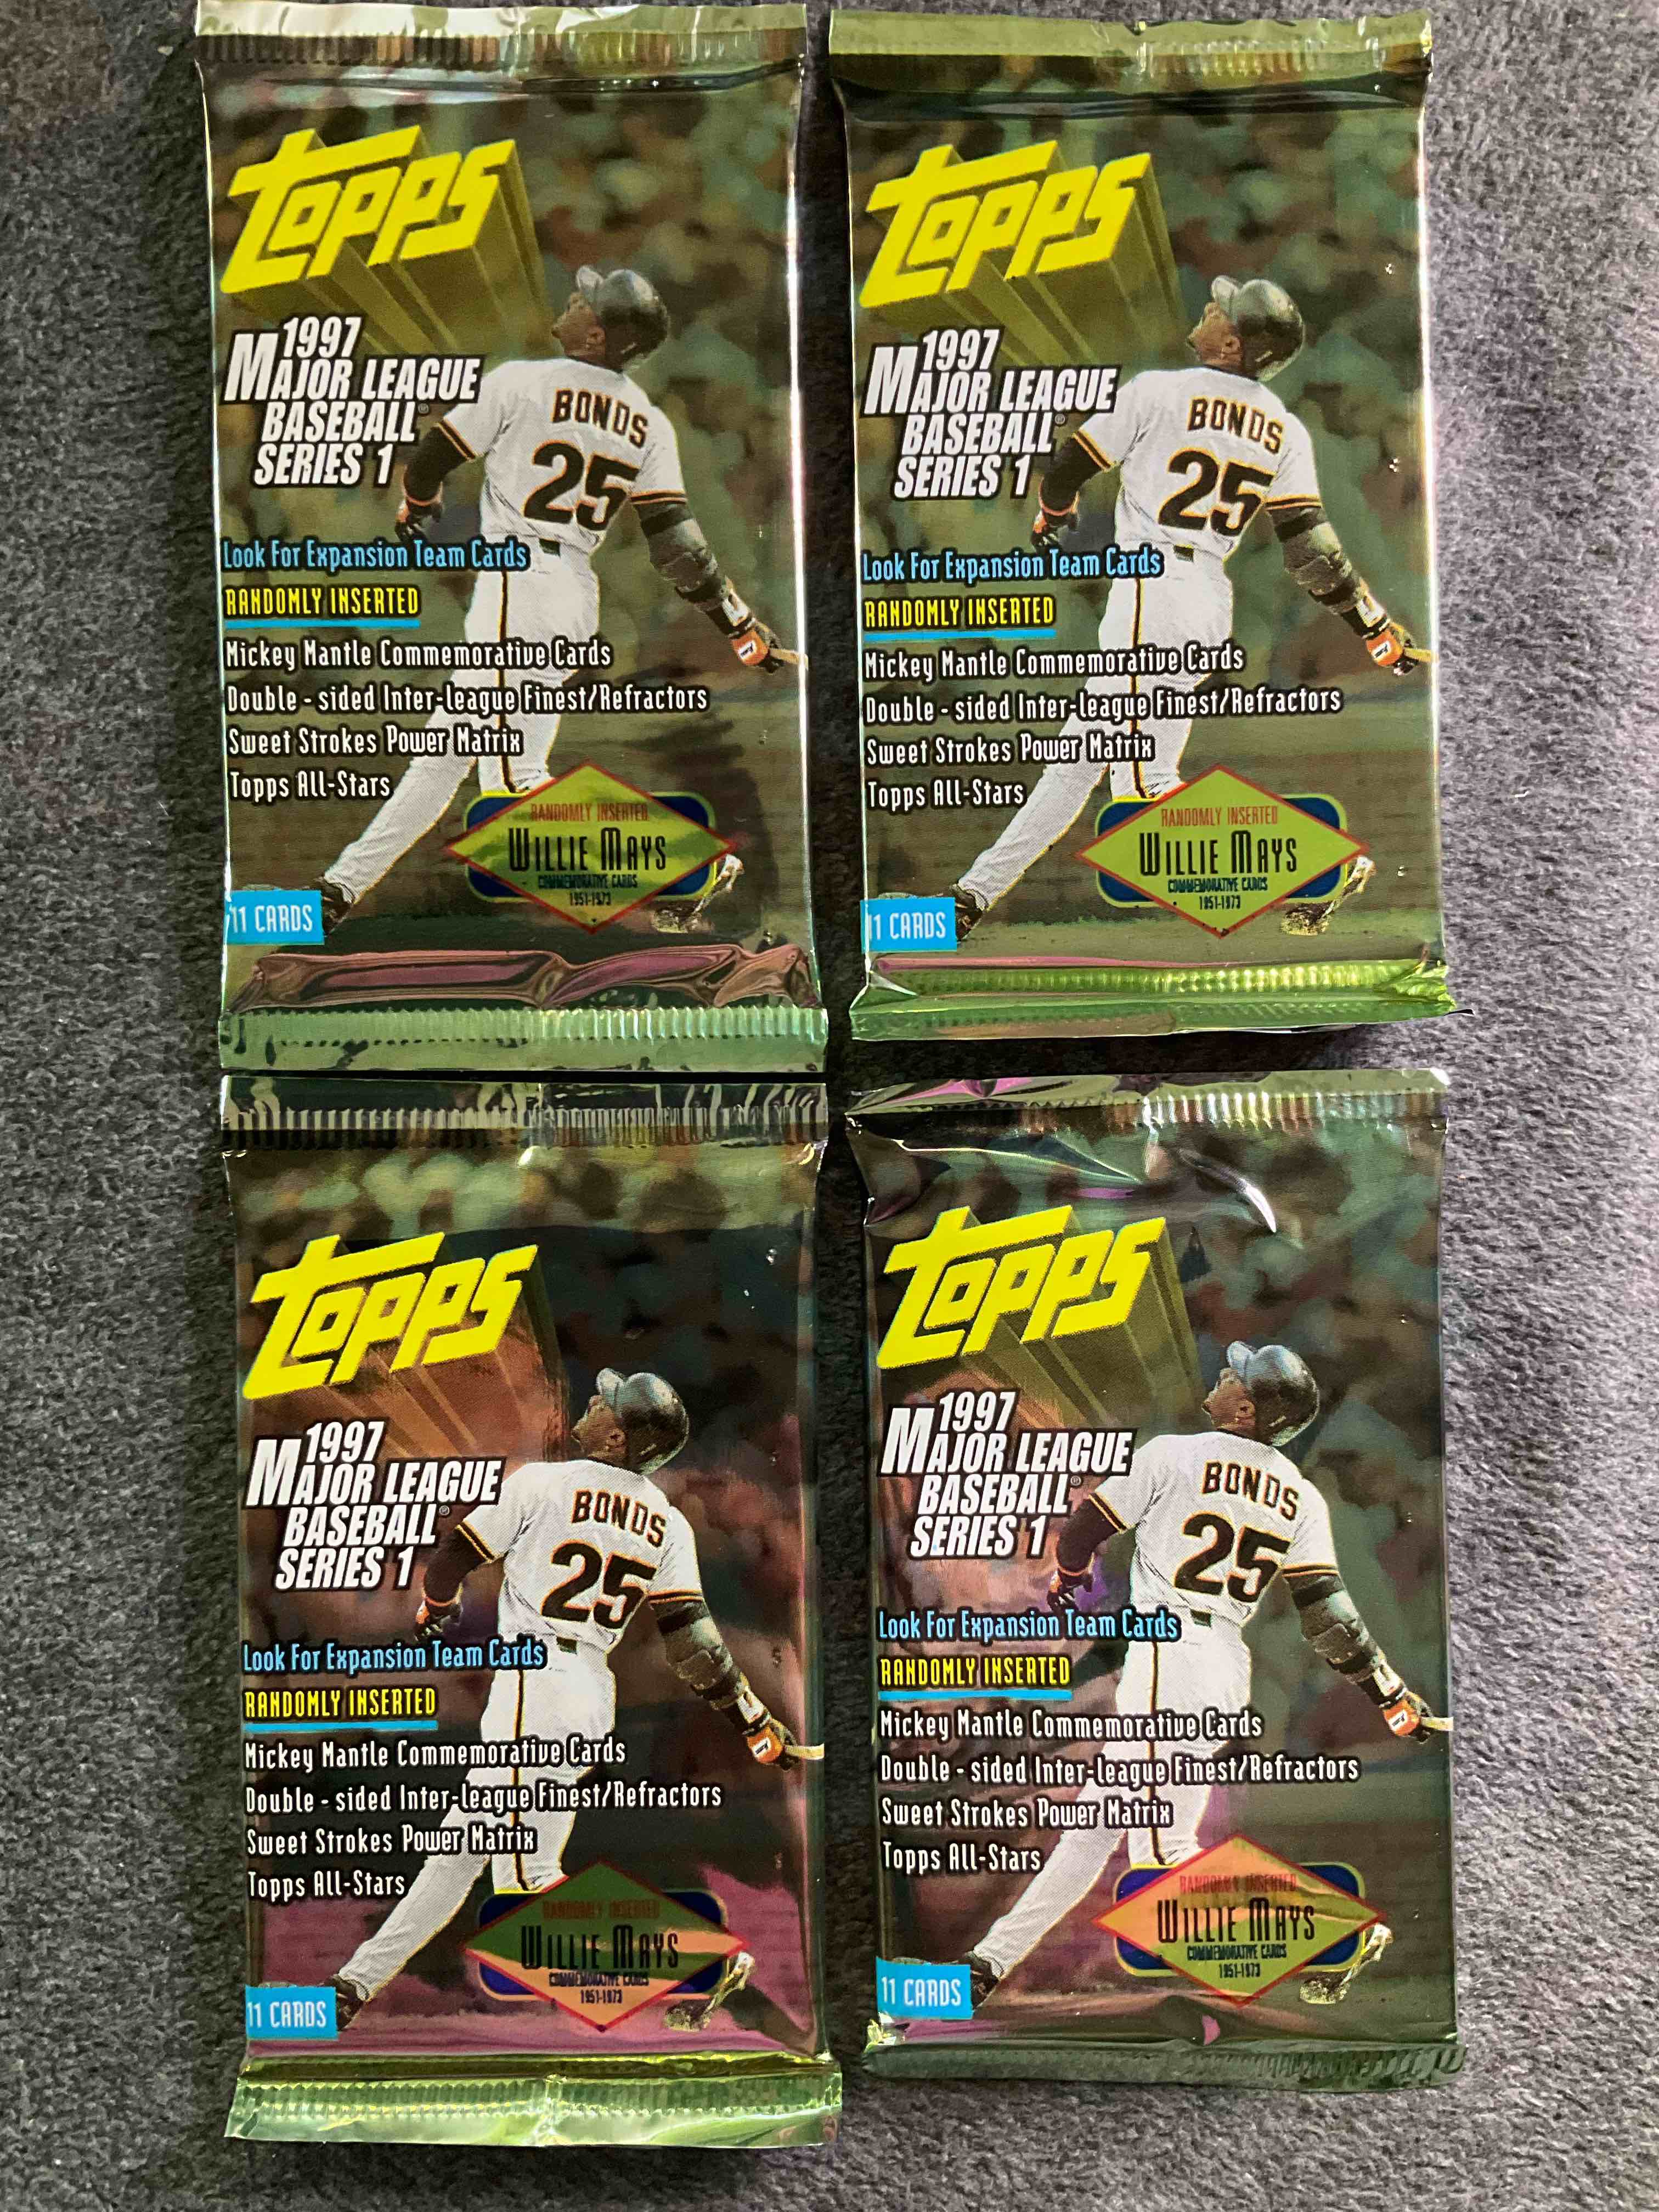 Topps
1997
Major League
Baseball®
Series 1
BONDS
25
Look For Expansion Team Cards
RANDOMLY INSERTED
Mickey Mantle Commemorative Cards
Double - sided Inter-league Finest/Refractors
Sweet Strokes Power Matrix
Topps All-Stars
RANDOMLY INSERTED
WILLIE MAYS
COMMEMORATIVE CARDS
1951-1973
11 CARDS
Topps
1997
Major League
Baseball®
Series 1
BONDS
25
Look For Expansion Team Cards
RANDOMLY INSERTED
Mickey Mantle Commemorative Cards
Double - sided Inter-league Finest/Refractors
Sweet Strokes Power Matrix
Topps All-Stars
RANDOMLY INSERTED
WILLIE MAYS
COMMEMORATIVE CARDS
1951-1973
11 CARDS
Topps
1997
Major League
Baseball®
Series 1
BONDS
25
Look For Expansion Team Cards
RANDOMLY INSERTED
Mickey Mantle Commemorative Cards
Double - sided Inter-league Finest/Refractors
Sweet Strokes Power Matrix
Topps All-Stars
RANDOMLY INSERTED
WILLIE MAYS
COMMEMORATIVE CARDS
1951-1973
11 CARDS
Topps
1997
Major League
Baseball®
Series 1
BONDS
25
Look For Expansion Team Cards
RANDOMLY INSERTED
Mickey Mantle Commemorative Cards
Double - sided Inter-league Finest/Refractors
Sweet Strokes Power Matrix
Topps All-Stars
RANDOMLY INSERTED
WILLIE MAYS
COMMEMORATIVE CARDS
1951-1973
11 CARDS